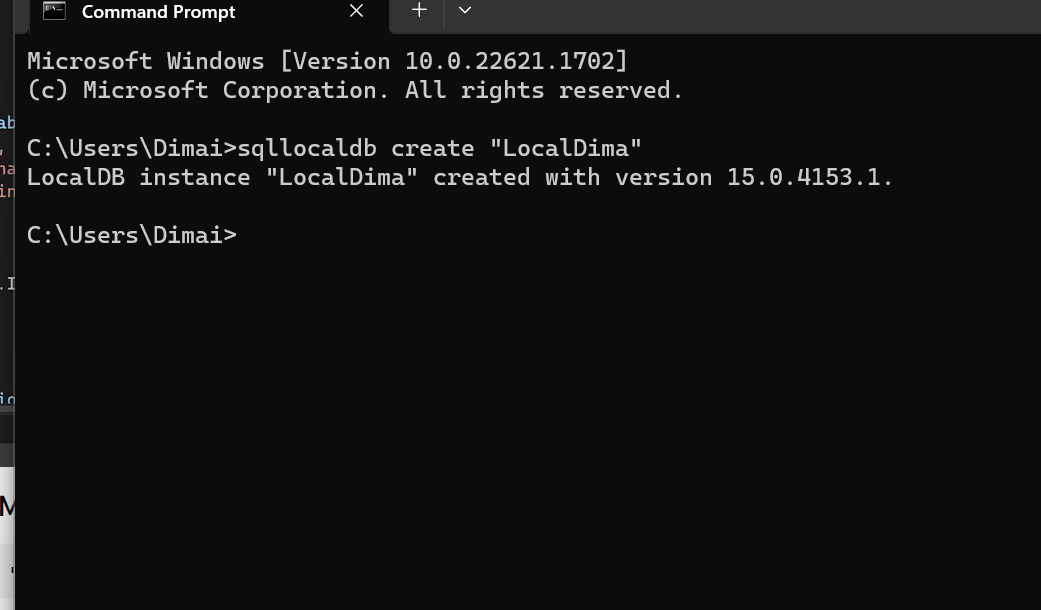 Command Prompt
Microsoft Windows [Version 10.0.22621.1702]
(c) Microsoft Corporation. All rights reserved.
C:\Users\Dimai>sqllocaldb create "LocalDima"
LocalDB instance "LocalDima" created with version 15.0.4153.1.
C:\Users\Dimai>